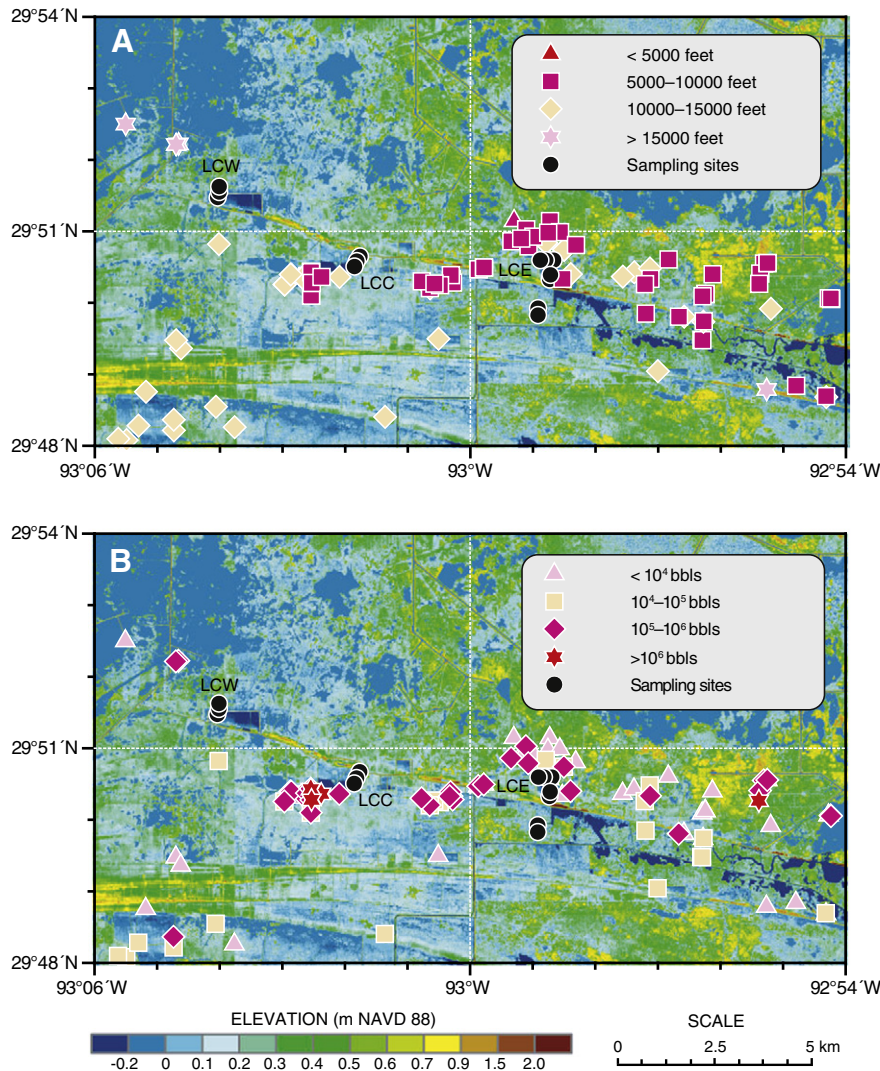 29°54´N
A
< 5000 feet
5000–10000 feet
10000–15000 feet
> 15000 feet
Sampling sites
LCW
29°51´N
LCC
LCE
29°48´N
93°06´W
93°W
92°54´W
29°54´N
B
< 10⁴ bbls
10⁴–10⁵ bbls
10⁵–10⁶ bbls
>10⁶ bbls
Sampling sites
LCW
29°51´N
LCC
LCE
29°48´N
93°06´W
93°W
92°54´W
ELEVATION (m NAVD 88)
-0.2 0 0.1 0.2 0.3 0.4 0.5 0.6 0.7 0.9 1.5 2.0
SCALE
0 2.5 5 km